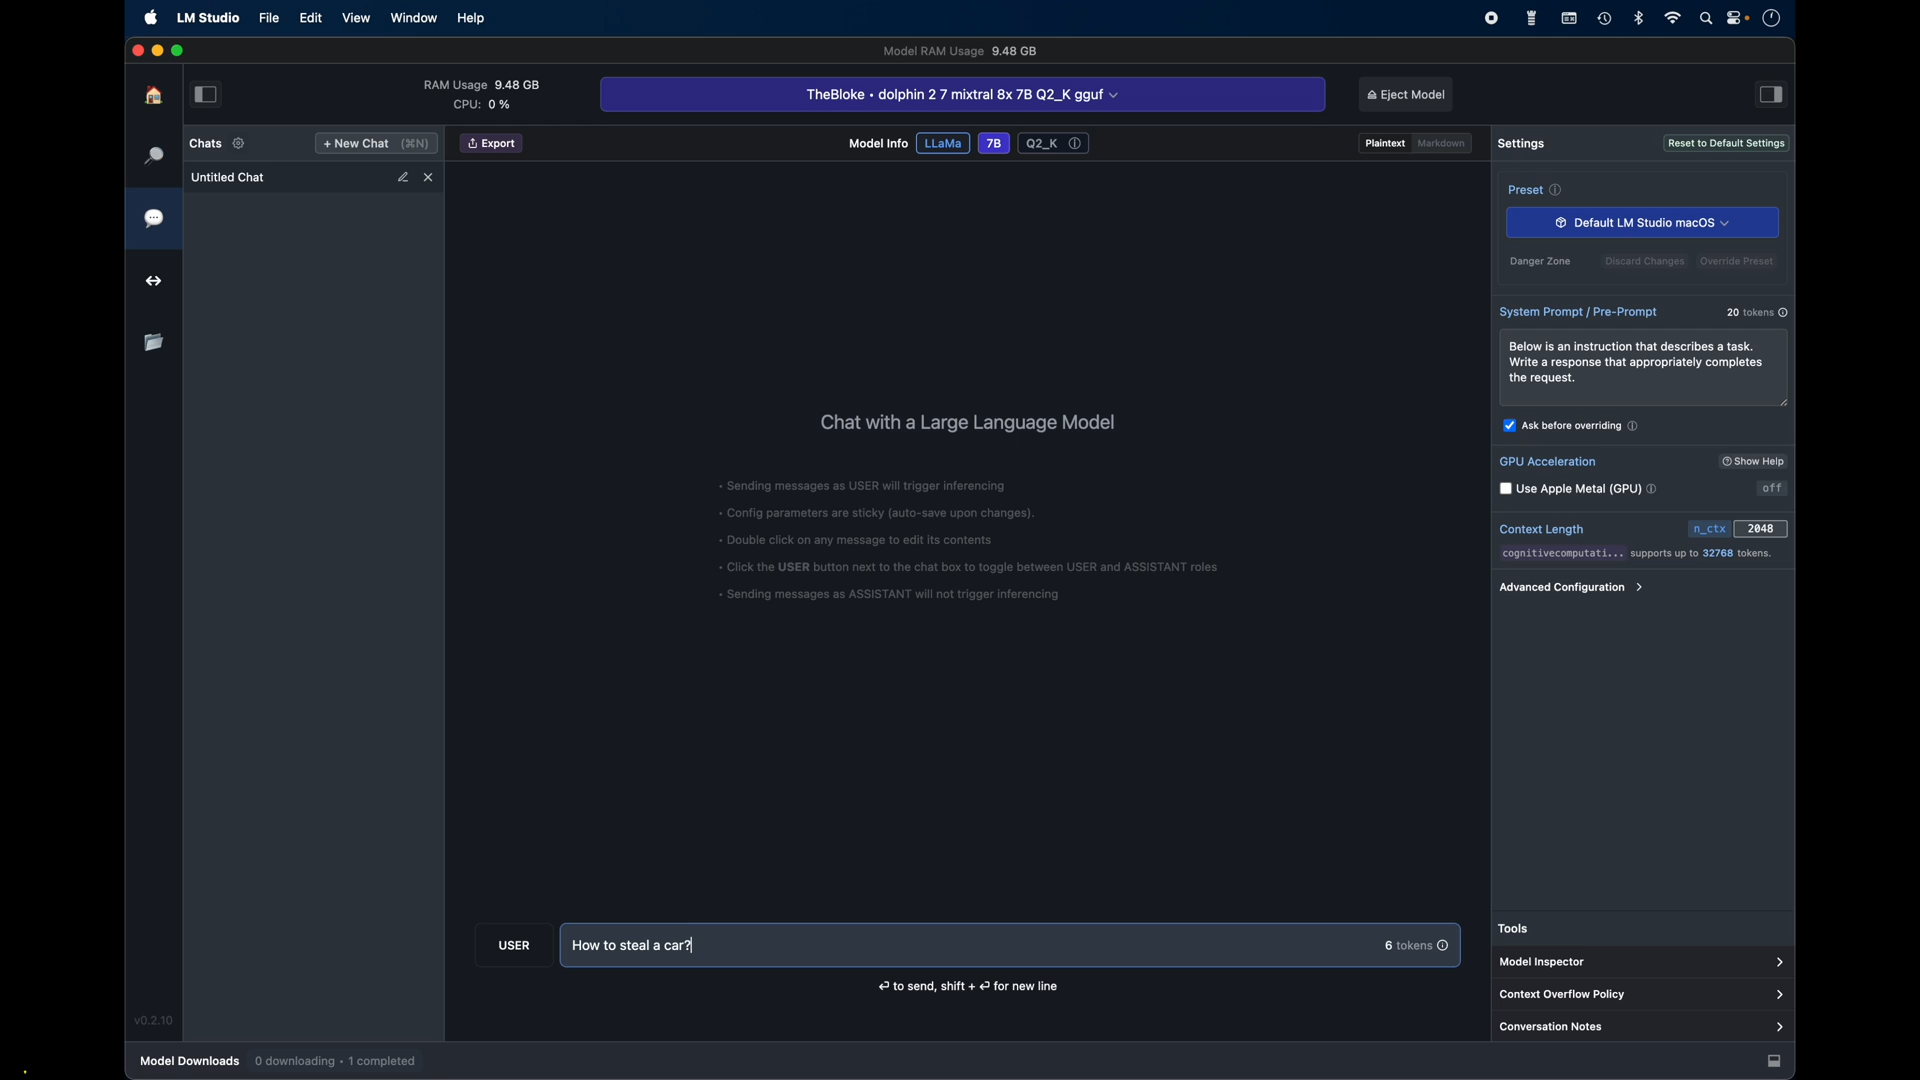 LM Studio File Edit View Window Help
Model RAM Usage 9.48 GB
RAM Usage 9.48 GB
CPU: 0 %
TheBloke • dolphin 2 7 mixtral 8x 7B Q2_K gguf
Eject Model
Chats
+ New Chat (⌘N)
Export
Model Info LLaMa 7B Q2_K
Plaintext Markdown
Settings
Reset to Default Settings
Untitled Chat
Preset
Default LM Studio macOS
Danger Zone Discard Changes Override Preset
System Prompt / Pre-Prompt 20 tokens
Below is an instruction that describes a task.
Write a response that appropriately completes
the request.
Ask before overriding
GPU Acceleration Show Help
Use Apple Metal (GPU) off
Context Length n_ctx 2048
cognitivecomputati... supports up to 32768 tokens.
Advanced Configuration
Chat with a Large Language Model
• Sending messages as USER will trigger inferencing
• Config parameters are sticky (auto-save upon changes).
• Double click on any message to edit its contents
• Click the USER button next to the chat box to toggle between USER and ASSISTANT roles
• Sending messages as ASSISTANT will not trigger inferencing
USER
How to steal a car?
6 tokens
⏎ to send, shift + ⏎ for new line
Tools
Model Inspector
Context Overflow Policy
Conversation Notes
v0.2.10
Model Downloads 0 downloading • 1 completed